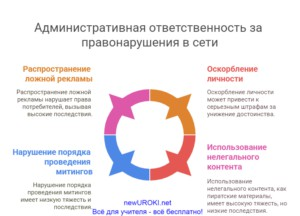 Административная ответственность за
правонарушения в сети
Распространение
ложной рекламы
Распространение ложной
рекламы нарушает права
потребителей, вызывая
высокие последствия.
Оскорбление
личности
Оскорбление личности
может привести к
серьезным штрафам за
унижение достоинства.
Нарушение порядка
проведения
митингов
Нарушения порядка
проведения митингов
имеют низкую тяжесть и
последствия.
Использование
нелегального
контента
Использование
нелегального контента, как
пиратские материалы,
имеет высокую тяжесть, но
низкие последствия.
newUROKI.net
Всё для учителя - всё бесплатно!